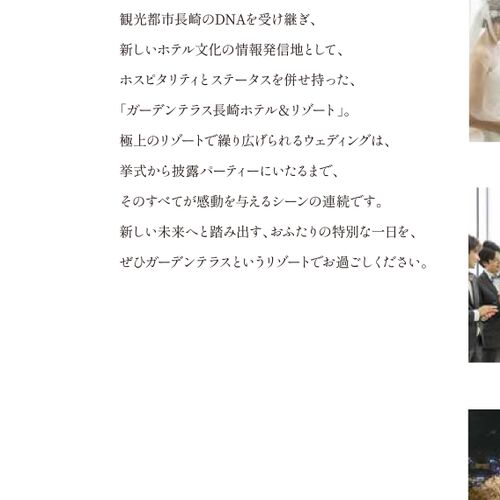 観光都市長崎のDNAを受け継ぎ、
新しいホテル文化の情報発信地として、
ホスピタリティとステータスを併せ持った、
「ガーデンテラス長崎ホテル＆リゾート」。
極上のリゾートで繰り広げられるウェディングは、
挙式から披露パーティーにいたるまで、
そのすべてが感動を与えるシーンの連続です。
新しい未来へと踏み出す、おふたりの特別な一日を、
ぜひガーデンテラスというリゾートでお過ごしください。